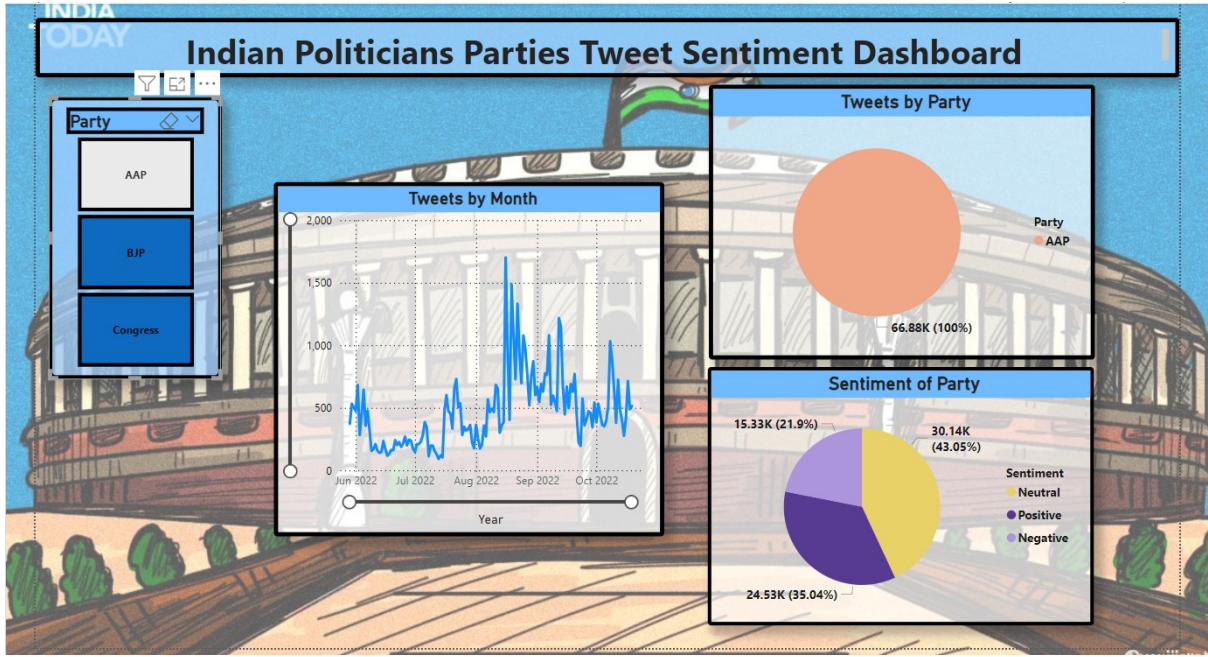 INDIA
TODAY
Indian Politicians Parties Tweet Sentiment Dashboard
Party
AAP
BJP
Congress
Tweets by Month
2,000
1,500
1,000
500
0
Jun 2022 Jul 2022 Aug 2022 Sep 2022 Oct 2022
Year
Tweets by Party
Party
AAP
66.88K (100%)
Sentiment of Party
15.33K (21.9%)
30.14K
(43.05%)
Sentiment
Neutral
Positive
Negative
24.53K (35.04%)